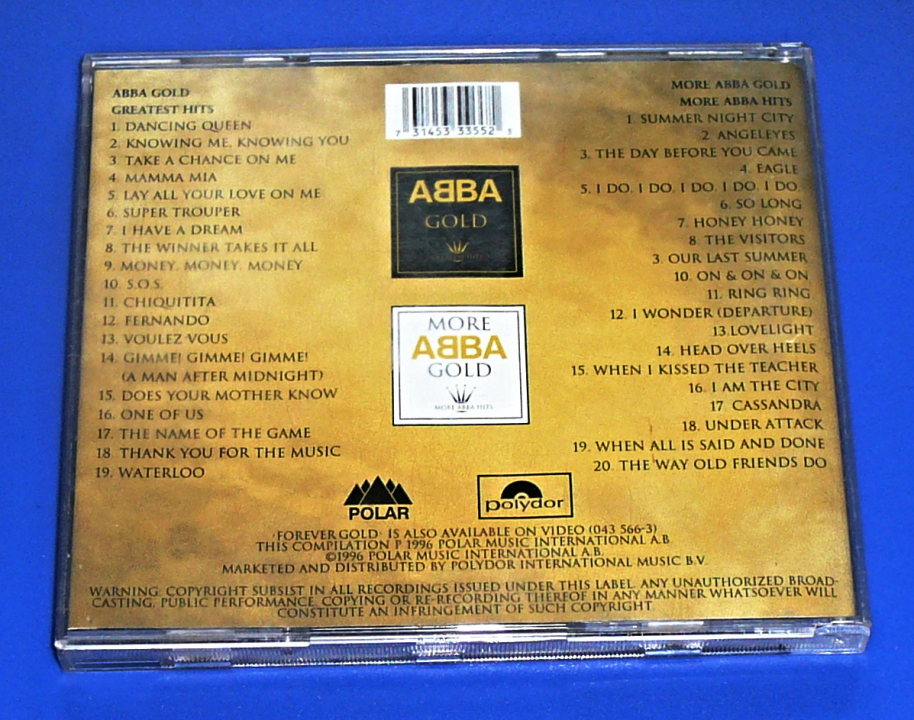 ABBA GOLD
GREATEST HITS
1. DANCING QUEEN
2. KNOWING ME, KNOWING YOU
3. TAKE A CHANCE ON ME
4. MAMMA MIA
5. LAY ALL YOUR LOVE ON ME
6. SUPER TROUPER
7. I HAVE A DREAM
8. THE WINNER TAKES IT ALL
9. MONEY, MONEY, MONEY
10. S.O.S.
11. CHIQUITITA
12. FERNANDO
13. VOULEZ VOUS
14. GIMME! GIMME! GIMME!
(A MAN AFTER MIDNIGHT)
15. DOES YOUR MOTHER KNOW
16. ONE OF US
17. THE NAME OF THE GAME
18. THANK YOU FOR THE MUSIC
19. WATERLOO
7 31453 33552 5
ABBA
GOLD
MORE
ABBA
GOLD
MORE ABBA HITS
MORE ABBA GOLD
MORE ABBA HITS
1. SUMMER NIGHT CITY
2. ANGELEYES
3. THE DAY BEFORE YOU CAME
4. EAGLE
5. I DO, I DO, I DO, I DO, I DO,
6. SO LONG
7. HONEY HONEY
8. THE VISITORS
3. OUR LAST SUMMER
10. ON & ON & ON
11. RING RING
12. I WONDER (DEPARTURE)
13.LOVELIGHT
14. HEAD OVER HEELS
15. WHEN I KISSED THE TEACHER
16. I AM THE CITY
17. CASSANDRA
18. UNDER ATTACK
19. WHEN ALL IS SAID AND DONE
20. THE WAY OLD FRIENDS DO
POLAR
polydor
'FOREVER GOLD' IS ALSO AVAILABLE ON VIDEO (043 566-3)
THIS COMPILATION P 1996 POLAR MUSIC INTERNATIONAL A.B.
©1996 POLAR MUSIC INTERNATIONAL A.B.
MARKETED AND DISTRIBUTED BY POLYDOR INTERNATIONAL MUSIC B.V.
WARNING. COPYRIGHT SUBSIST IN ALL RECORDINGS ISSUED UNDER THIS LABEL. ANY UNAUTHORIZED BROAD-
CASTING, PUBLIC PERFORMANCE, COPYING OR RE-RECORDING THEREOF IN ANY MANNER WHATSOEVER WILL
CONSTITUTE AN INFRINGEMENT OF SUCH COPYRIGHT.